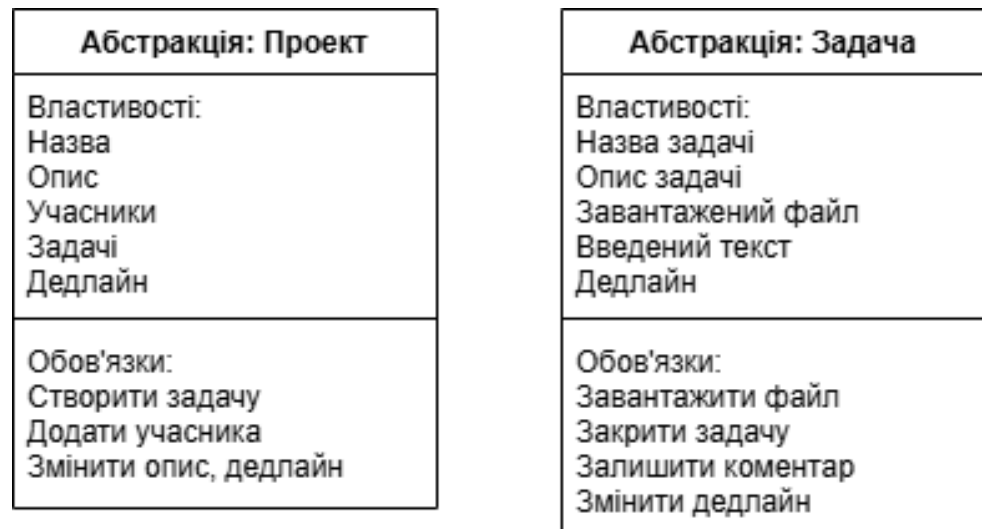 Абстракція: Проект
Властивості:
Назва
Опис
Учасники
Задачі
Дедлайн
Обов'язки:
Створити задачу
Додати учасника
Змінити опис, дедлайн
Абстракція: Задача
Властивості:
Назва задачі
Опис задачі
Завантажений файл
Введений текст
Дедлайн
Обов'язки:
Завантажити файл
Закрити задачу
Залишити коментар
Змінити дедлайн